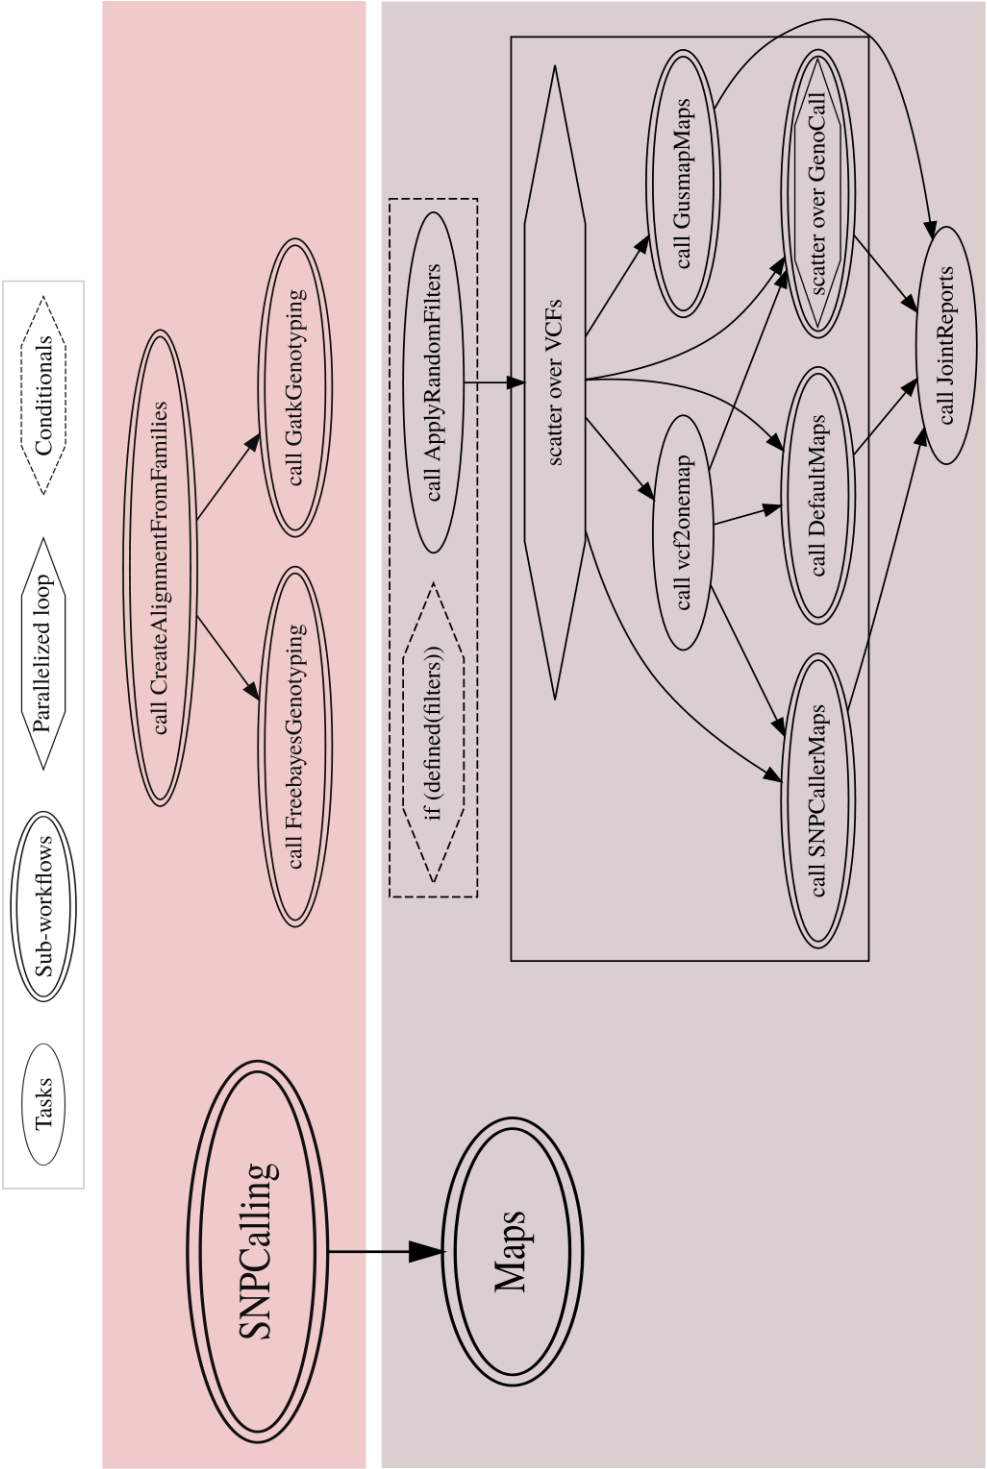 Tasks
Sub-workflows
Parallelized loop
Conditionals
SNPCalling
call CreateAlignmentFromFamilies
call FreebayesGenotyping
call GatkGenotyping
Maps
if (defined(filters))
call ApplyRandomFilters
scatter over VCFs
call vcf2onemap
call GusmapMaps
call SNPCallerMaps
call DefaultMaps
scatter over GenoCall
call JointReports